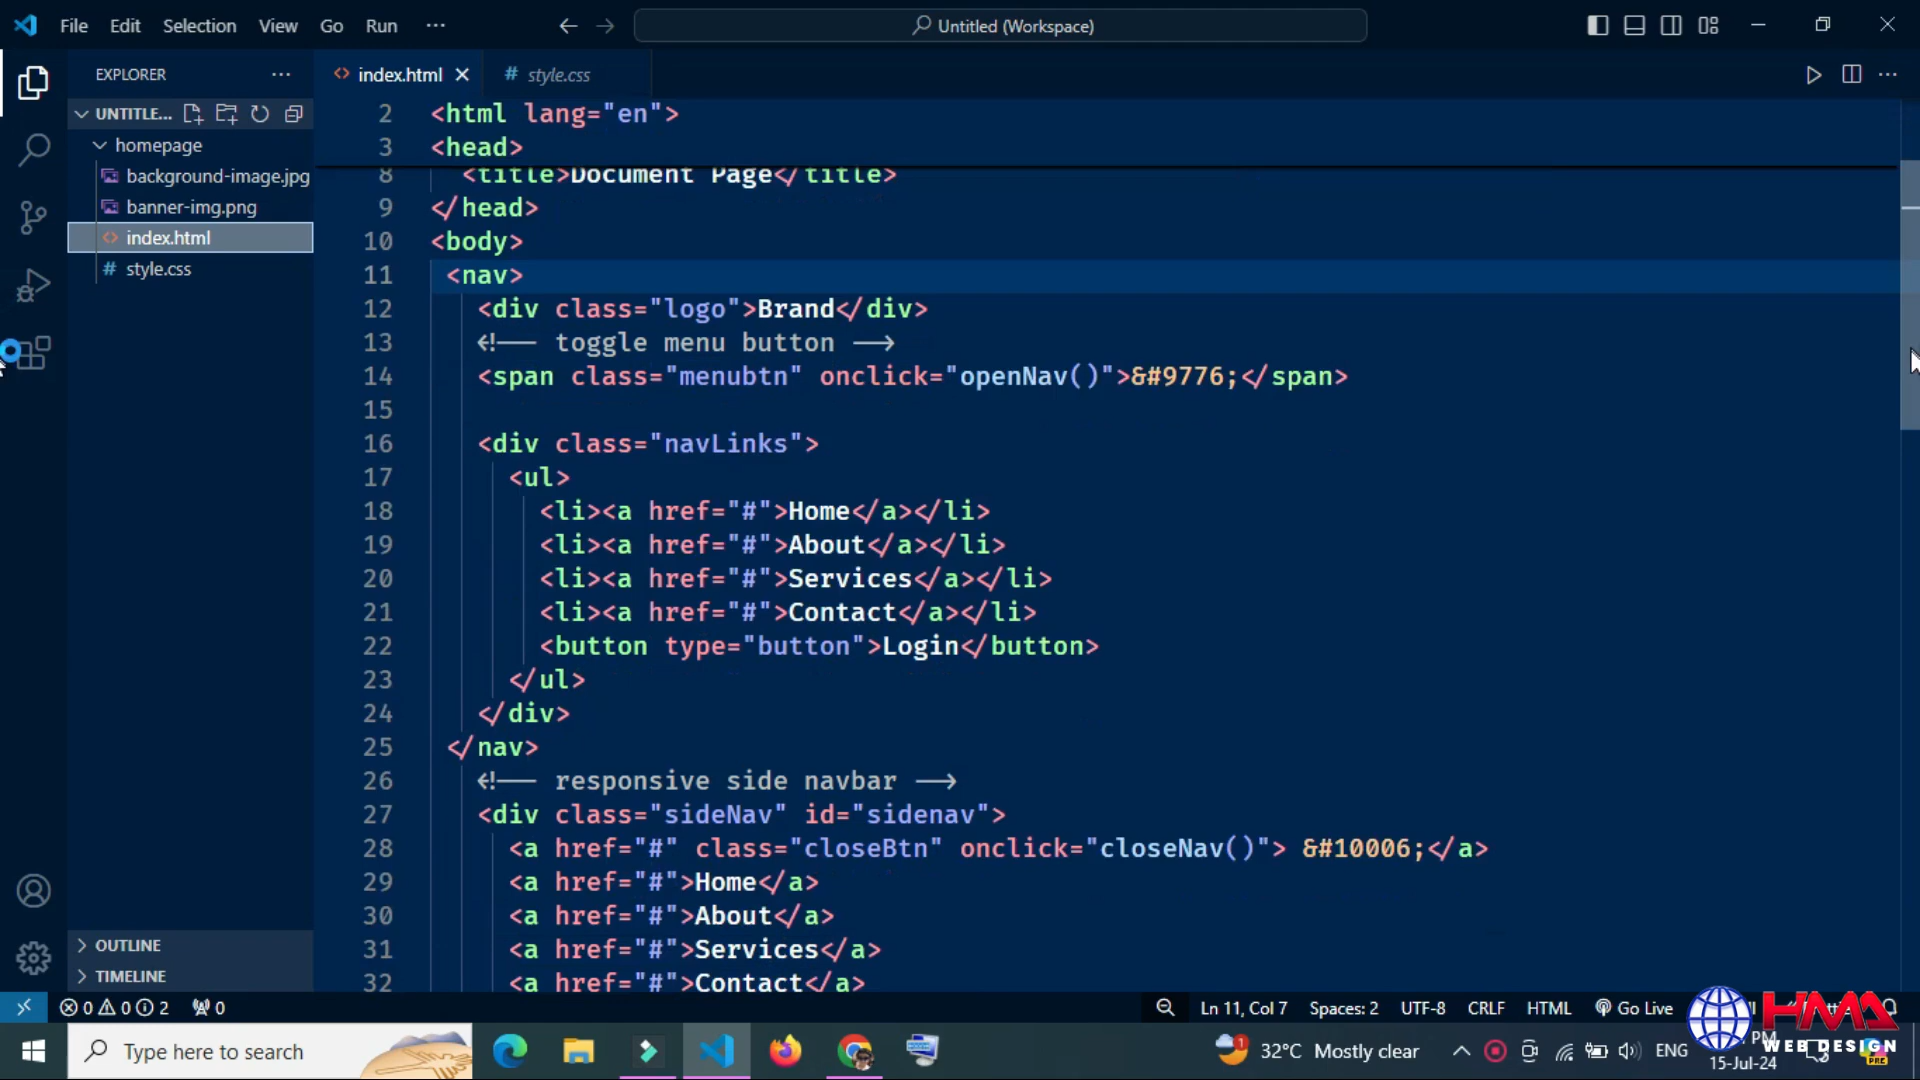 File Edit Selection View Go Run ···
Untitled (Workspace)
EXPLORER ···
index.html
# style.css
UNTITLE...
homepage
background-image.jpg
banner-img.png
index.html
# style.css
2 <html lang="en">
3 <head>
8 <title>Document Page</title>
9 </head>
10 <body>
11 <nav>
12 <div class="logo">Brand</div>
13 <!-- toggle menu button -->
14 <span class="menubtn" onclick="openNav()">&#9776;</span>
15
16 <div class="navLinks">
17 <ul>
18 <li><a href="#">Home</a></li>
19 <li><a href="#">About</a></li>
20 <li><a href="#">Services</a></li>
21 <li><a href="#">Contact</a></li>
22 <button type="button">Login</button>
23 </ul>
24 </div>
25 </nav>
26 <!-- responsive side navbar -->
27 <div class="sideNav" id="sidenav">
28 <a href="#" class="closeBtn" onclick="closeNav()"> &#10006;</a>
29 <a href="#">Home</a>
30 <a href="#">About</a>
31 <a href="#">Services</a>
32 <a href="#">Contact</a>
OUTLINE
TIMELINE
0 0 2 0
Ln 11, Col 7 Spaces: 2 UTF-8 CRLF HTML Go Live
HMS
WEB DESIGN
Type here to search
1
32°C Mostly clear
ENG
15-Jul-24
PRE